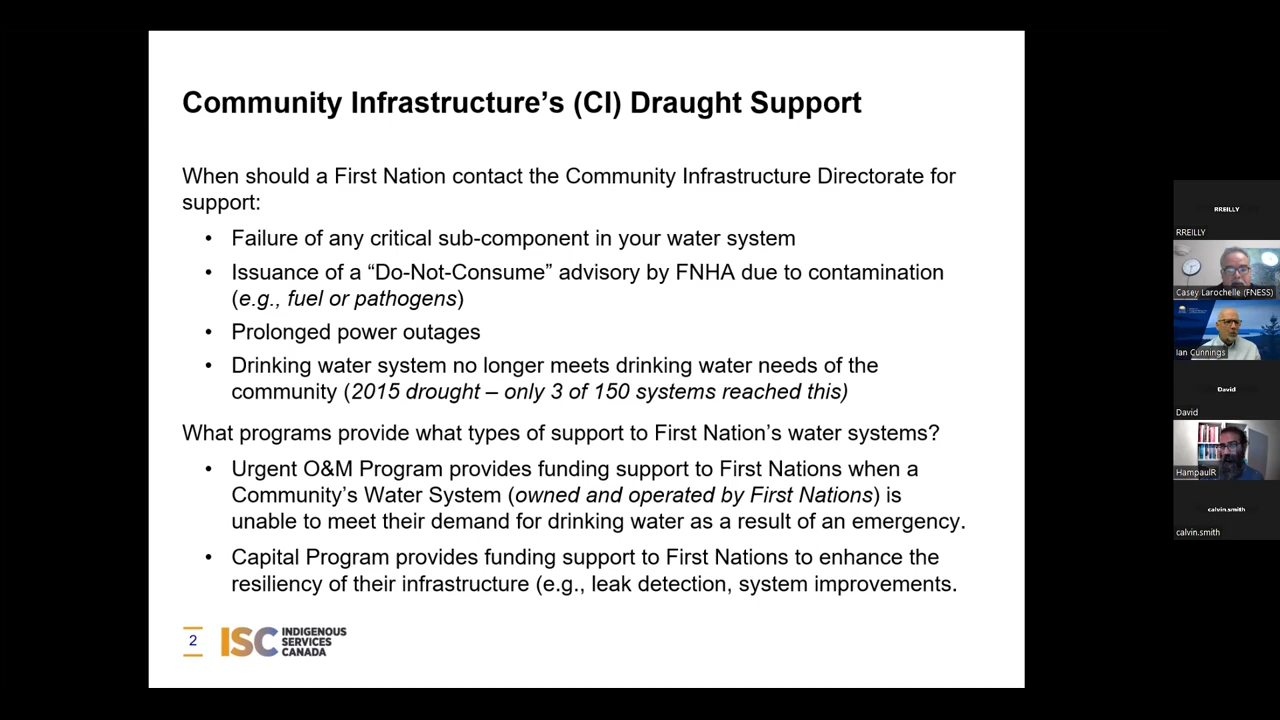 Community Infrastructure’s (CI) Draught Support
When should a First Nation contact the Community Infrastructure Directorate for
support:
• Failure of any critical sub-component in your water system
• Issuance of a “Do-Not-Consume” advisory by FNHA due to contamination
(e.g., fuel or pathogens)
• Prolonged power outages
• Drinking water system no longer meets drinking water needs of the
community (2015 drought – only 3 of 150 systems reached this)
What programs provide what types of support to First Nation’s water systems?
• Urgent O&M Program provides funding support to First Nations when a
Community’s Water System (owned and operated by First Nations) is
unable to meet their demand for drinking water as a result of an emergency.
• Capital Program provides funding support to First Nations to enhance the
resiliency of their infrastructure (e.g., leak detection, system improvements.
2
ISC
INDIGENOUS
SERVICES
CANADA
RREILLY
RREILLY
Casey Larochelle (FNESS)
Ian Cunnings
David
David
HampaulR
calvin.smith
calvin.smith